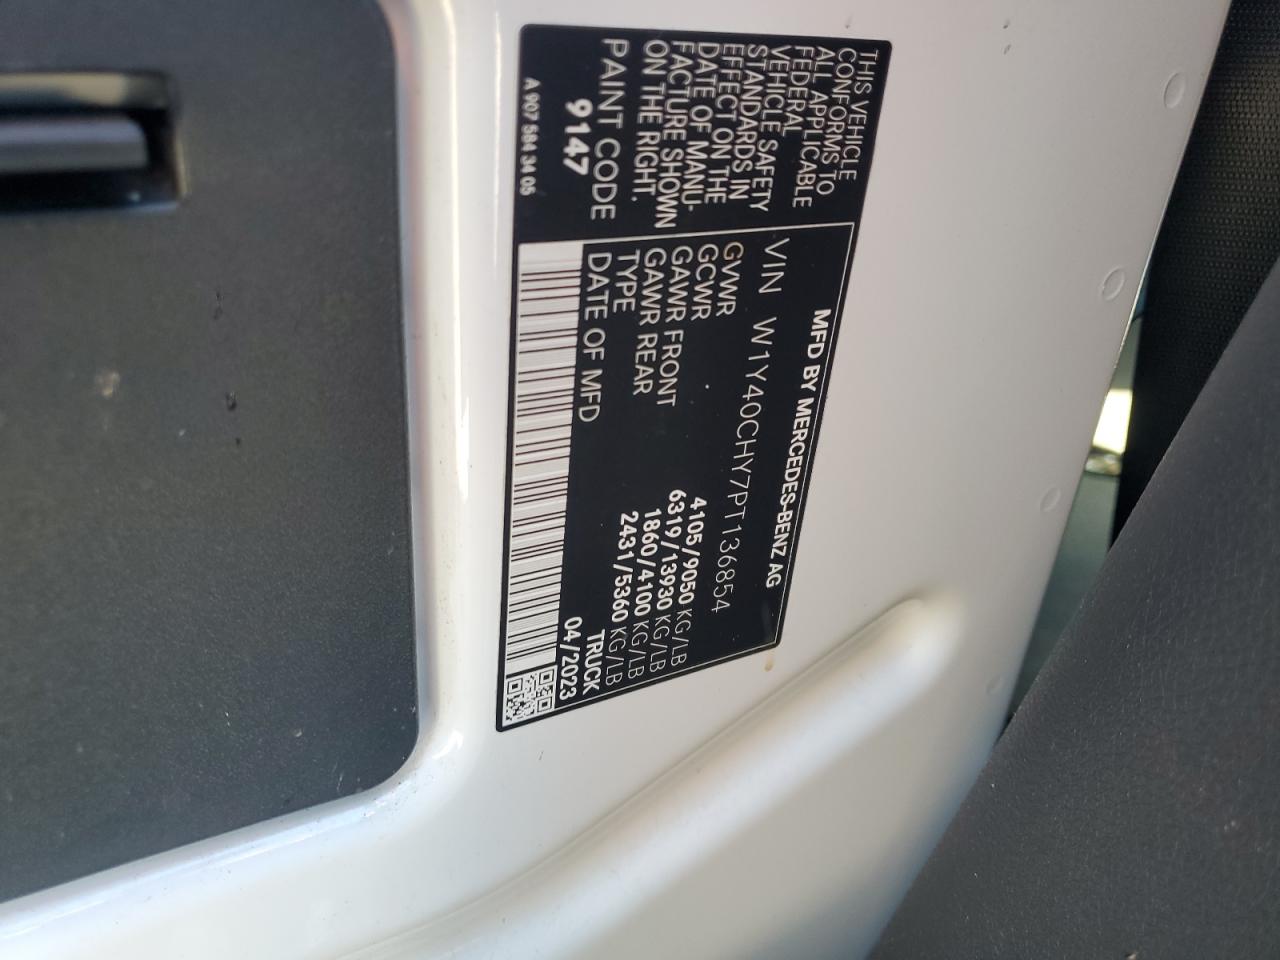 THIS VEHICLE
CONFORMS TO
ALL APPLICABLE
FEDERAL
VEHICLE SAFETY
STANDARDS IN
EFFECT ON THE
DATE OF MANU-
FACTURE SHOWN
ON THE RIGHT.
PAINT CODE
9147
A 907 584 34 05
MFD BY MERCEDES-BENZ AG
VIN W1Y40CHY7PT136854
GVWR 4105/9050 KG/LB
GCWR 6319/13930 KG/LB
GAWR FRONT 1860/4100 KG/LB
GAWR REAR 2431/5360 KG/LB
TYPE TRUCK
DATE OF MFD 04/2023